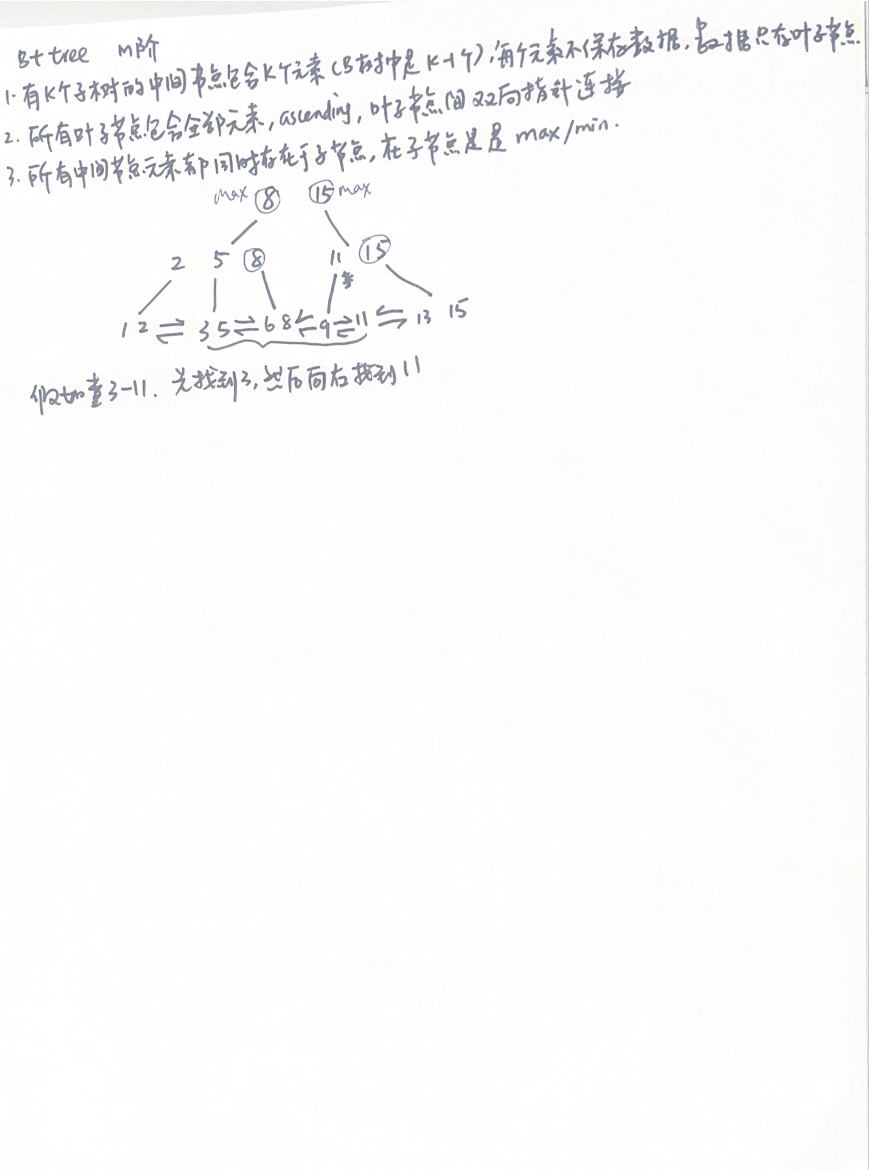 B+ tree m阶
1. 有K个子树的中间节点包含K个元素(B树中是K-1个),每个元素不保存数据,数据只存叶子节点
2. 所有叶子节点包含全部元素,ascending,叶子节点间双向指针连接
3. 所有中间节点元素都同时存在于子节点,在子节点是是max/min.
max 8 15 max
2 5 8 11 15
1 2 ⇌ 3 5 ⇌ 6 8 ⇌ 9 ⇌ 11 ⇌ 13 15
假如查3-11. 先找到3,然后向右找到11